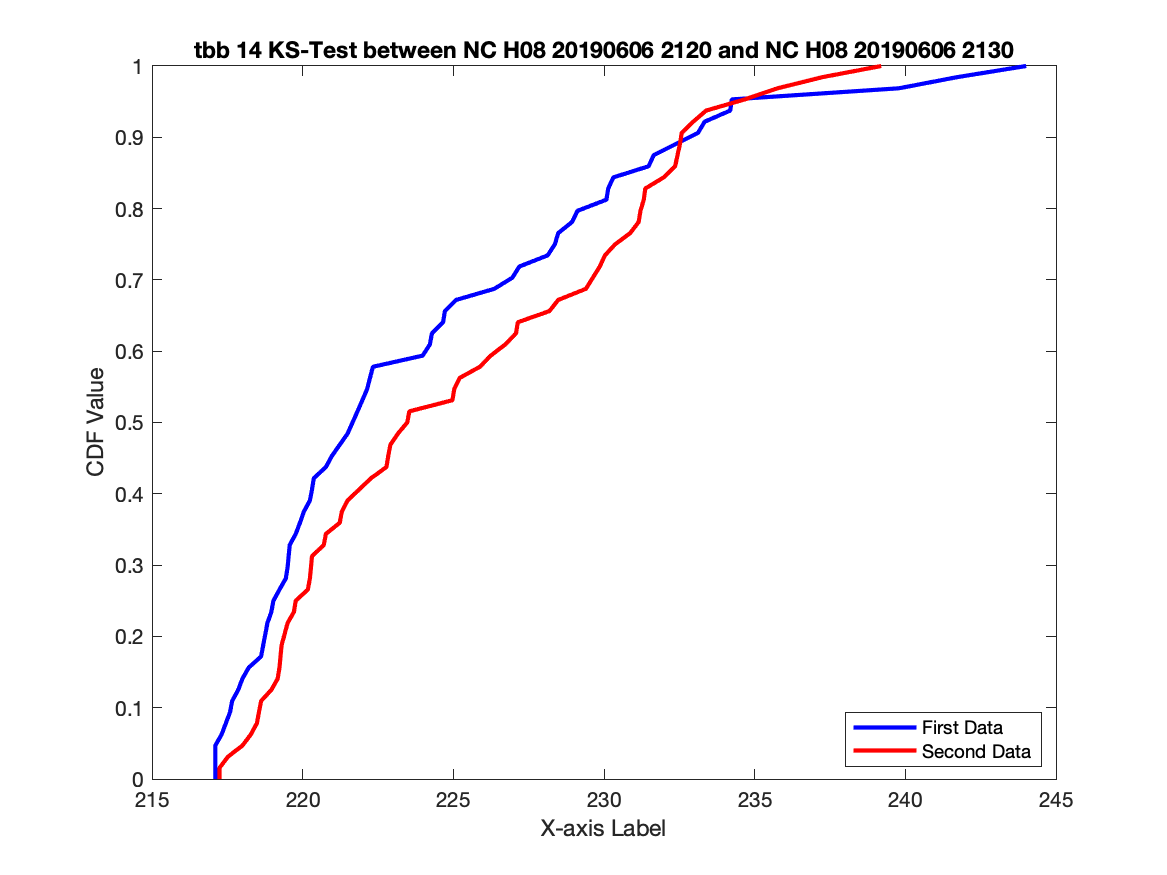 tbb 14 KS-Test between NC H08 20190606 2120 and NC H08 20190606 2130
1
0.9
0.8
0.7
0.6
0.5
0.4
0.3
0.2
0.1
0
CDF Value
First Data
Second Data
215 220 225 230 235 240 245
X-axis Label